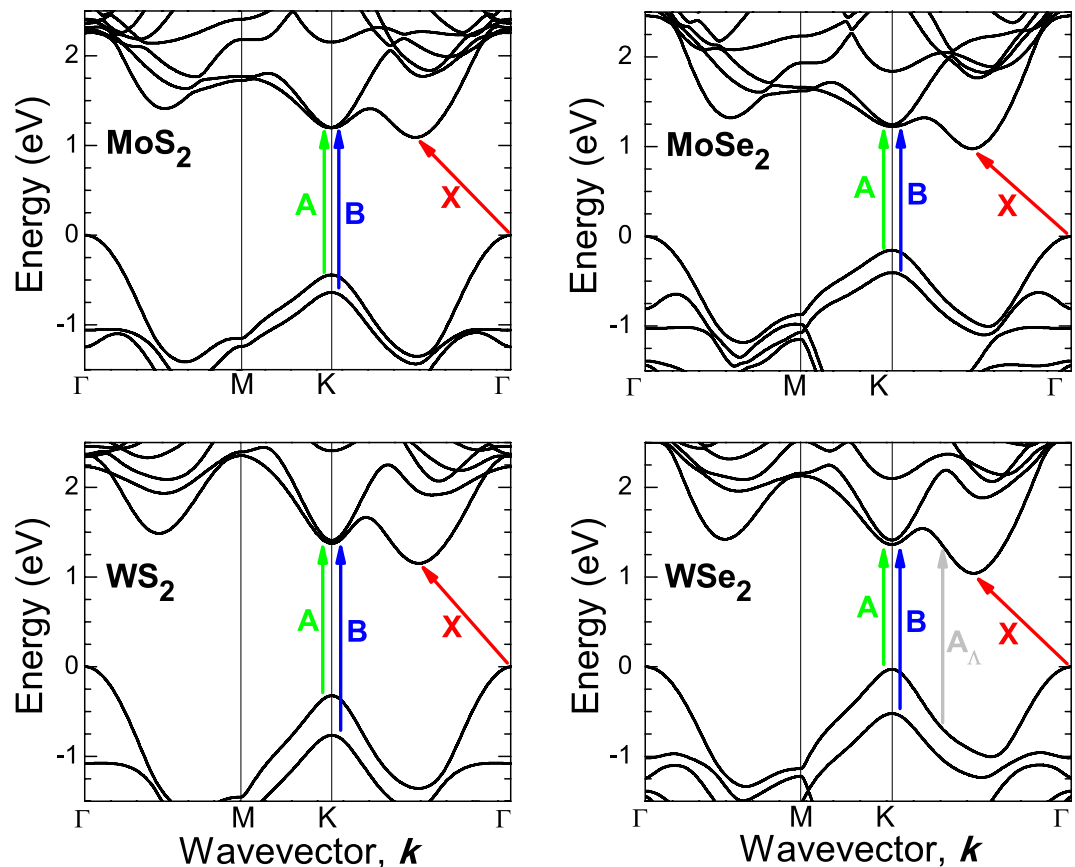 Energy (eV)
2
1
0
-1
MoS₂
A
B
X
Γ
M
K
Γ
Energy (eV)
2
1
0
-1
MoSe₂
A
B
X
Γ
M
K
Γ
Energy (eV)
2
1
0
-1
WS₂
A
B
X
Γ
M
K
Γ
Wavevector, k
Energy (eV)
2
1
0
-1
WSe₂
A
B
A_Λ
X
Γ
M
K
Γ
Wavevector, k